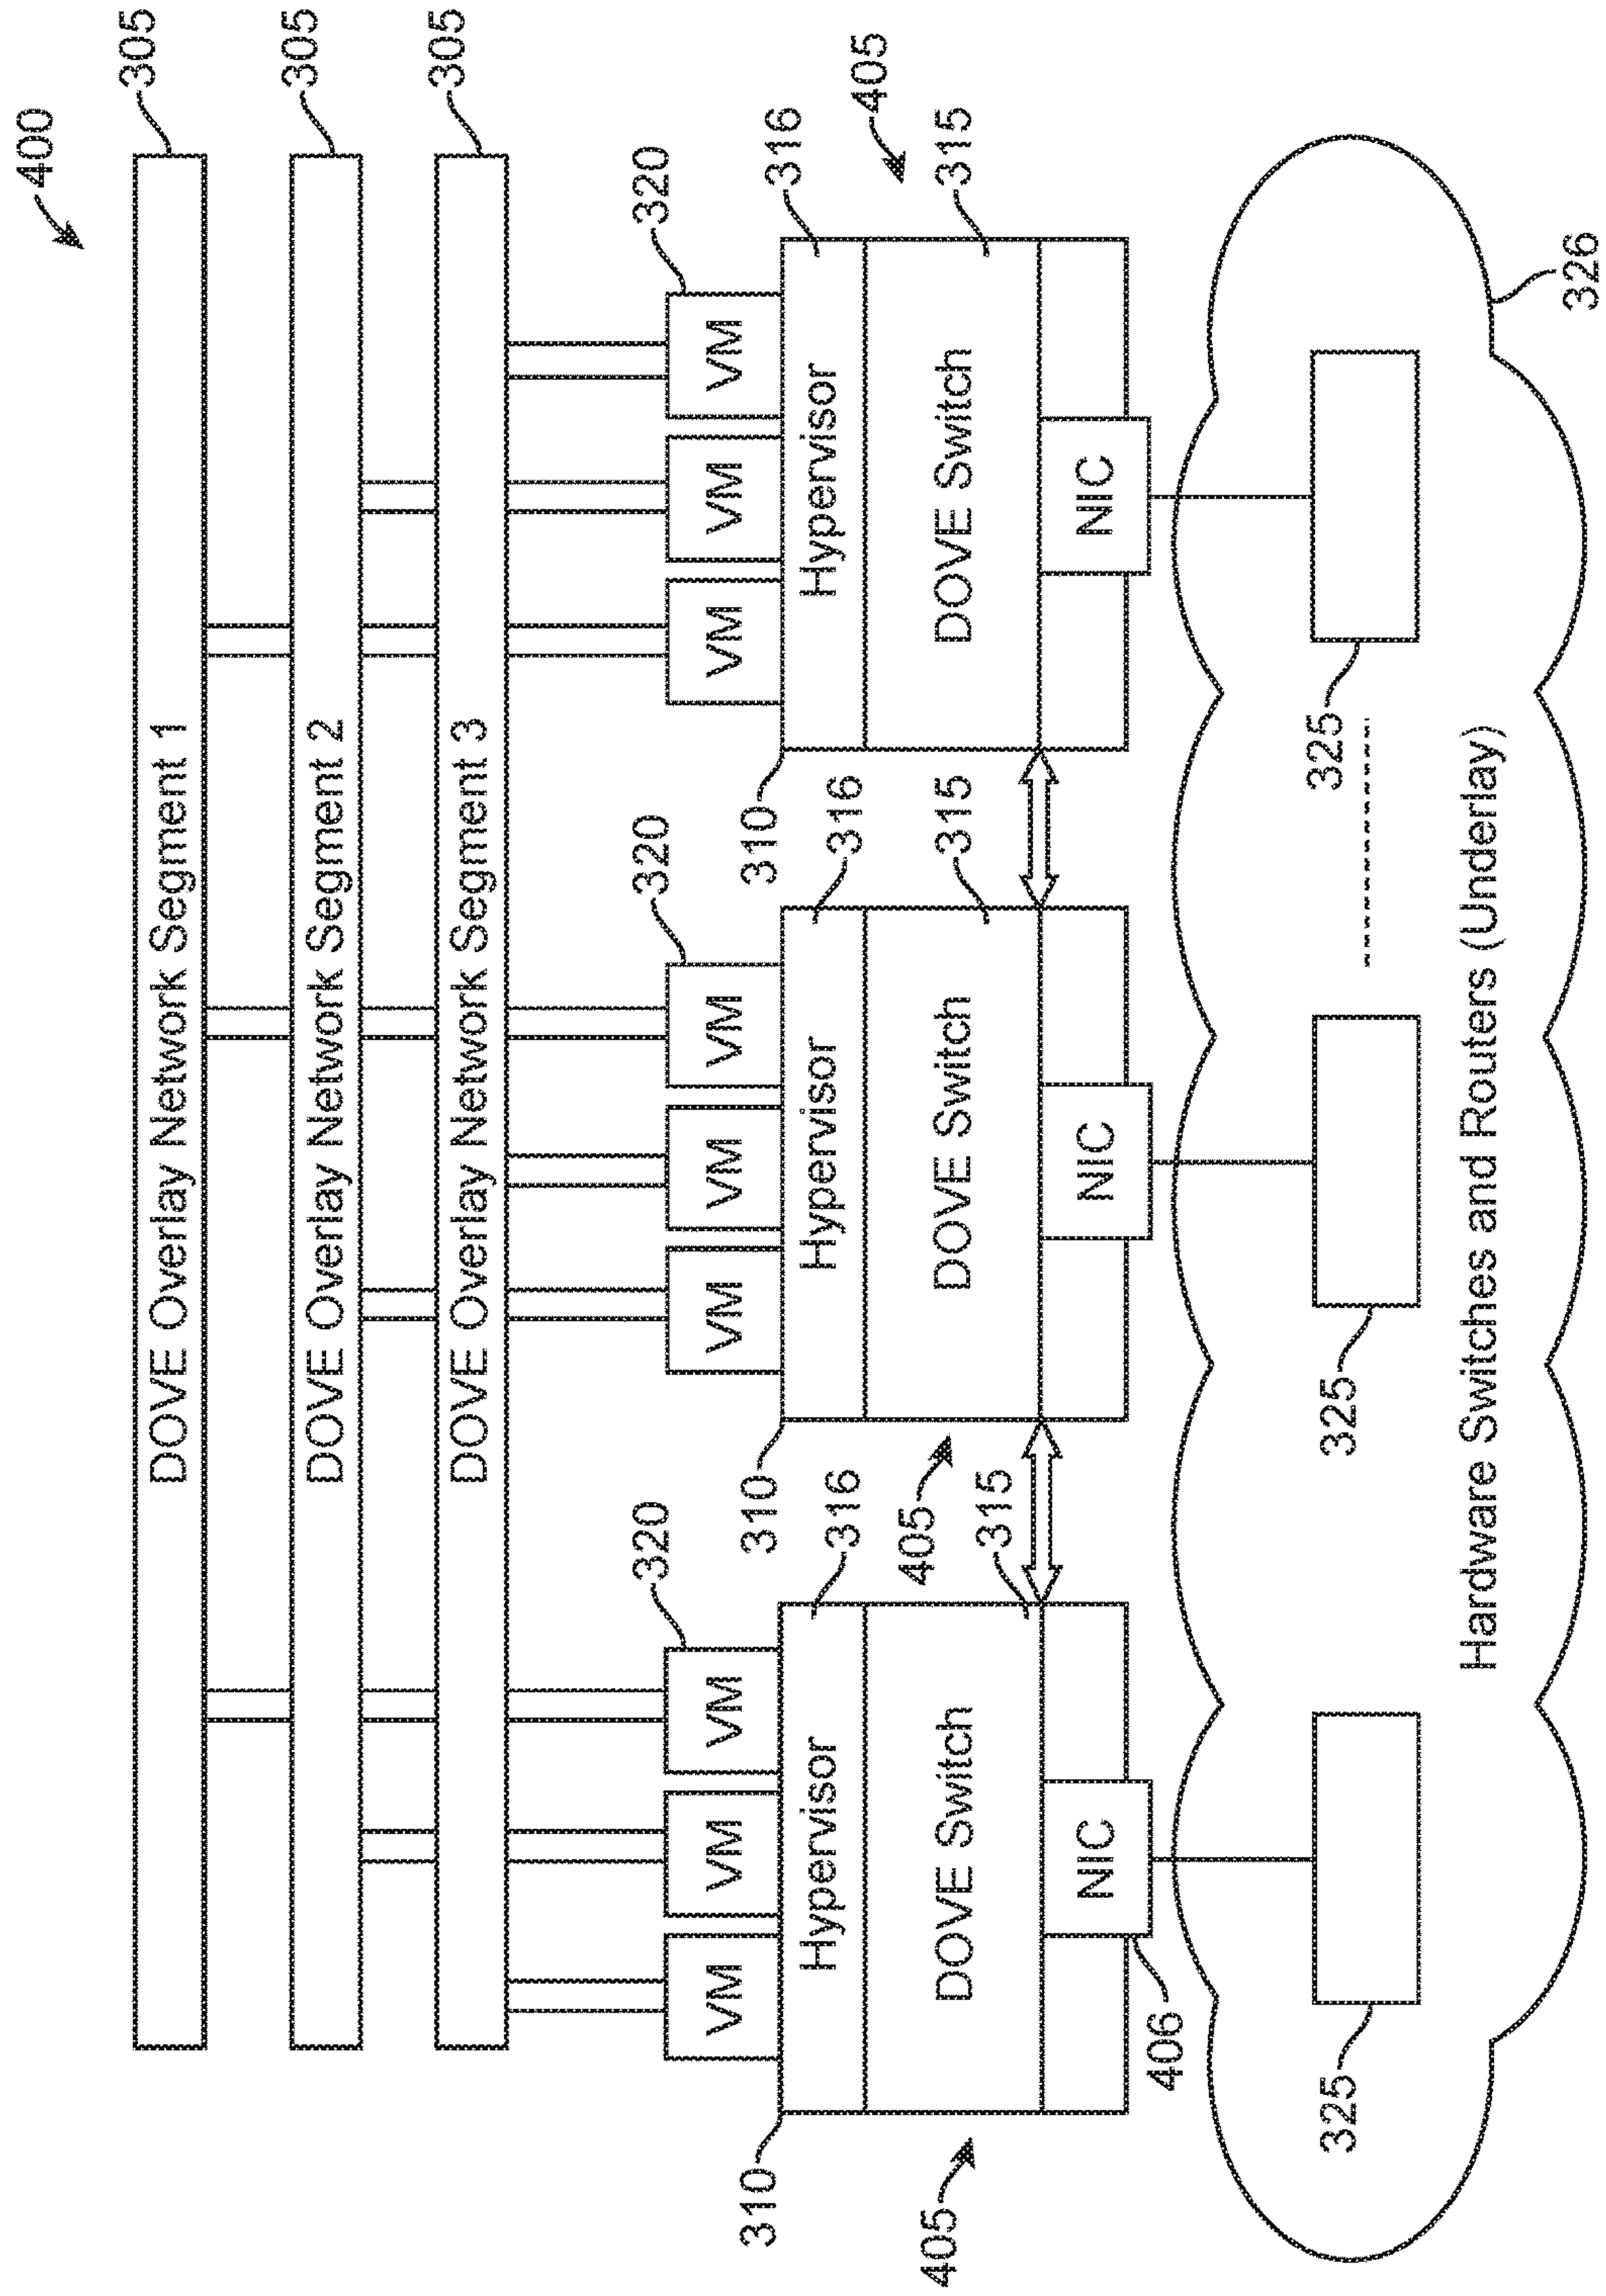 400
DOVE Overlay Network Segment 1
305
DOVE Overlay Network Segment 2
305
DOVE Overlay Network Segment 3
305
320
320
320
VM
VM
VM
VM
VM
VM
VM
VM
VM
310
310
310
316
316
316
Hypervisor
Hypervisor
Hypervisor
405
405
405
DOVE Switch
315
DOVE Switch
315
DOVE Switch
315
NIC
NIC
NIC
406
325
325
325
Hardware Switches and Routers (Underlay)
326